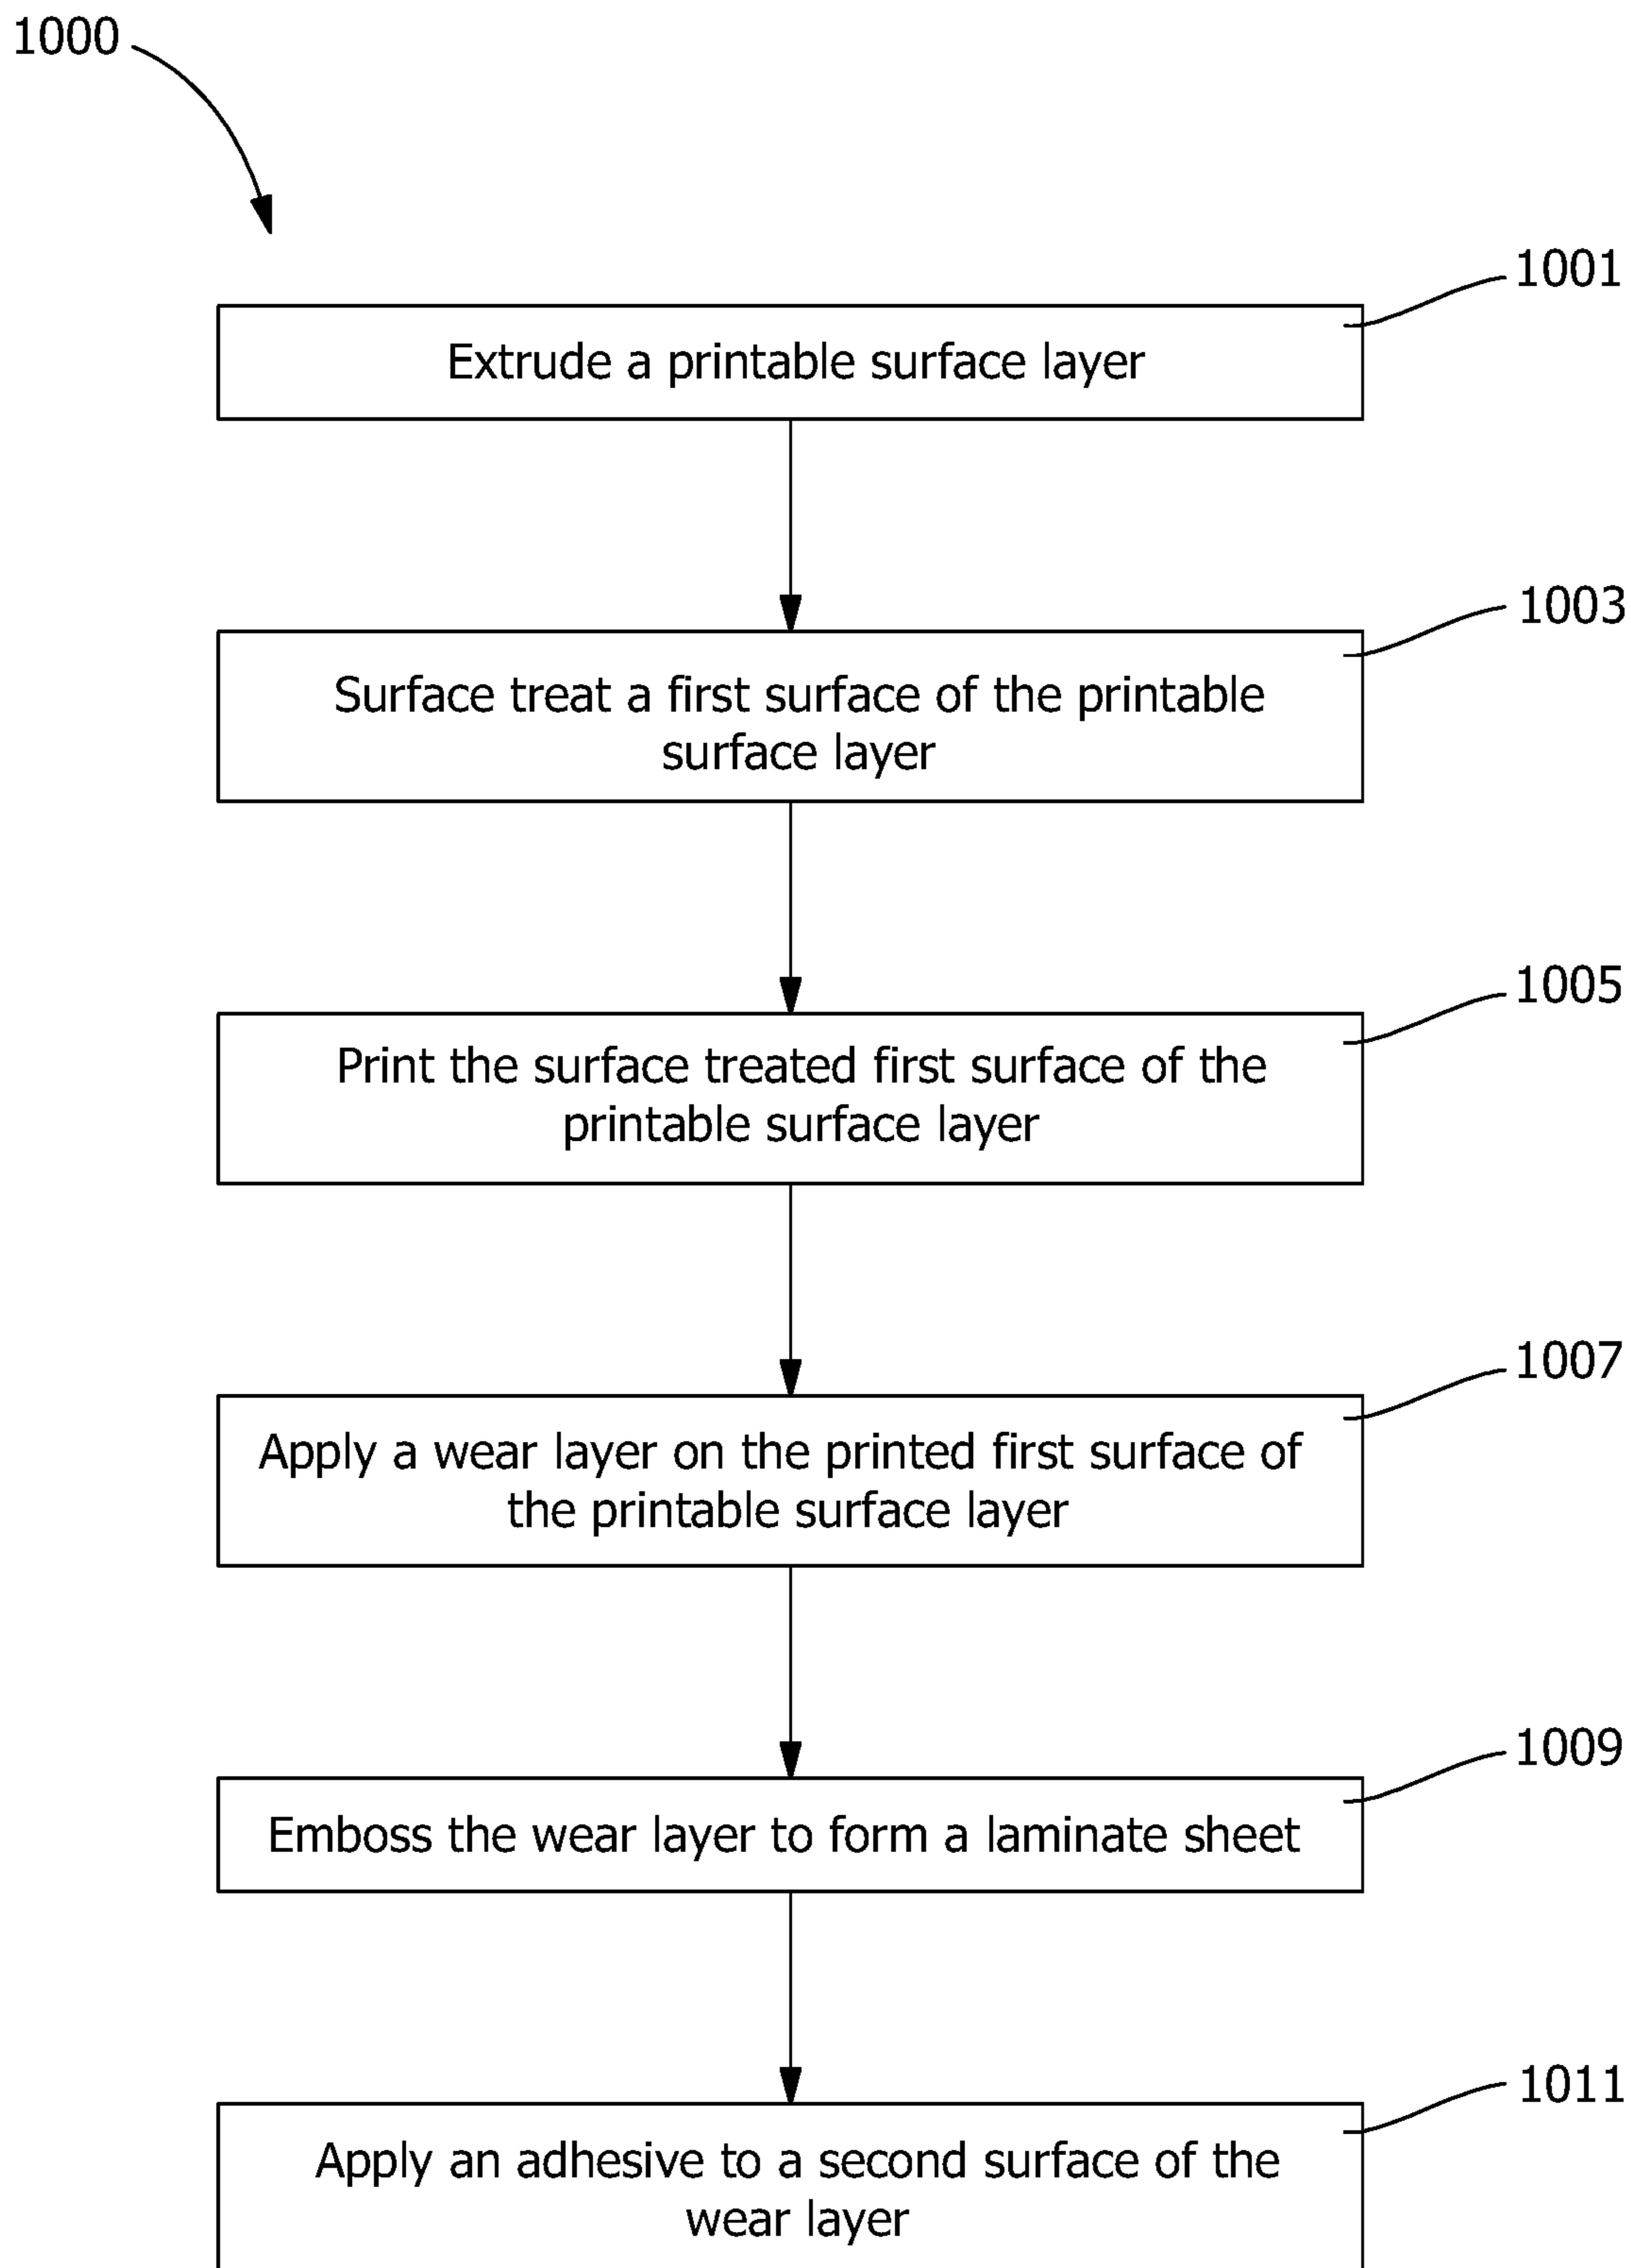 1000
1001
Extrude a printable surface layer
1003
Surface treat a first surface of the printable
surface layer
1005
Print the surface treated first surface of the
printable surface layer
1007
Apply a wear layer on the printed first surface of
the printable surface layer
1009
Emboss the wear layer to form a laminate sheet
1011
Apply an adhesive to a second surface of the
wear layer